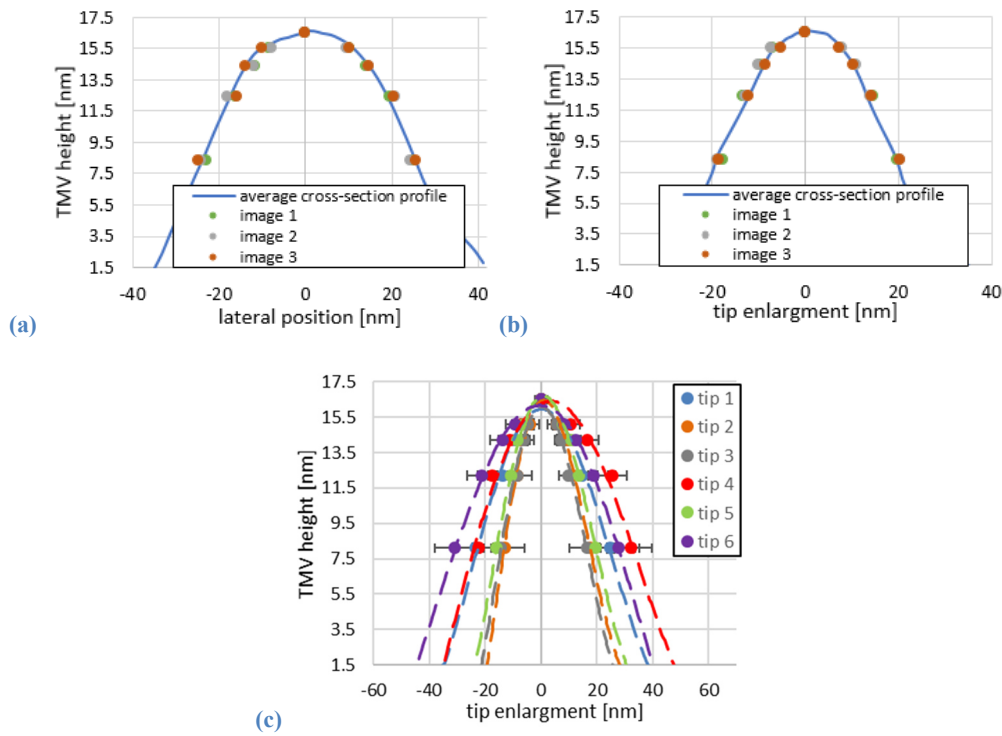 17.5
15.5
13.5
11.5
9.5
7.5
5.5
3.5
1.5
TMV height [nm]
average cross-section profile
image 1
image 2
image 3
-40 -20 0 20 40
lateral position [nm]
(a)
17.5
15.5
13.5
11.5
9.5
7.5
5.5
3.5
1.5
TMV height [nm]
average cross-section profile
image 1
image 2
image 3
-40 -20 0 20 40
tip enlargment [nm]
(b)
17.5
15.5
13.5
11.5
9.5
7.5
5.5
3.5
1.5
TMV height [nm]
tip 1
tip 2
tip 3
tip 4
tip 5
tip 6
-60 -40 -20 0 20 40 60
tip enlargment [nm]
(c)